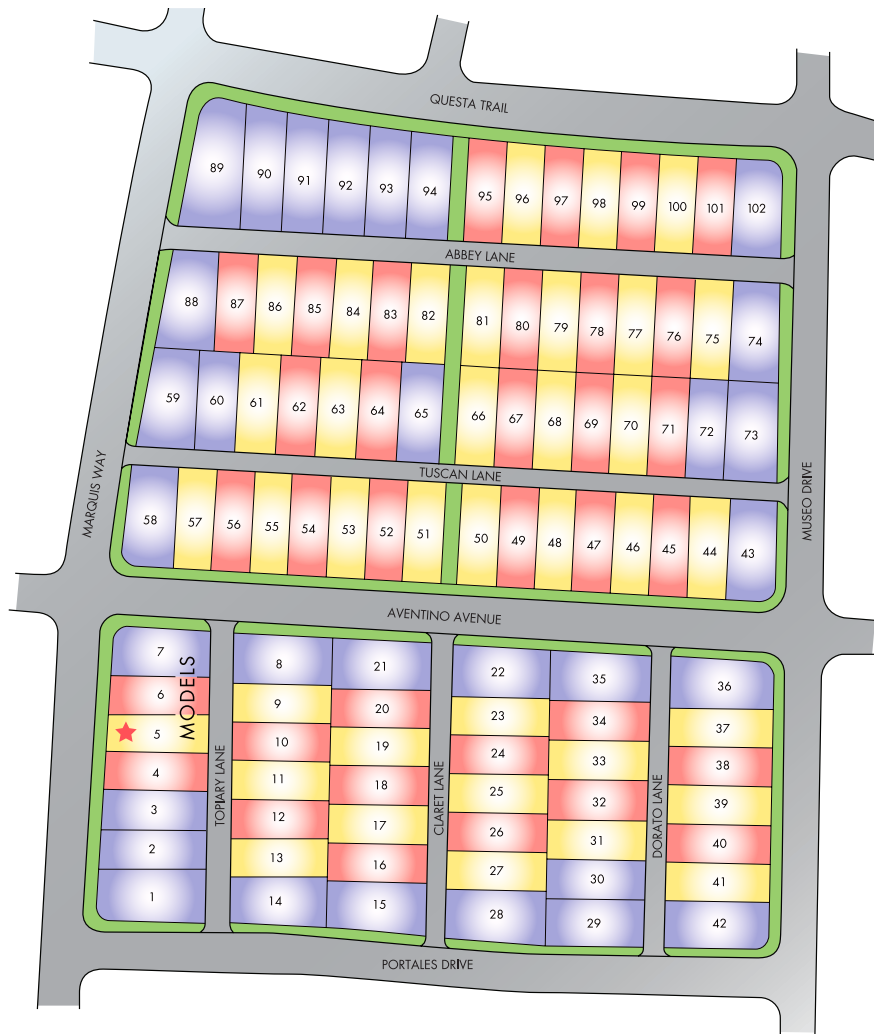 QUESTA TRAIL
89 90 91 92 93 94 95 96 97 98 99 100 101 102
ABBEY LANE
88 87 86 85 84 83 82 81 80 79 78 77 76 75 74
59 60 61 62 63 64 65 66 67 68 69 70 71 72 73
TUSCAN LANE
MARQUIS WAY
MUSEO DRIVE
58 57 56 55 54 53 52 51 50 49 48 47 46 45 44 43
AVENTINO AVENUE
7 8 21 22 35 36
6 9 20 23 34 37
5 10 19 24 33 38
4 11 18 25 32 39
3 12 17 26 31 40
2 13 16 27 30 41
1 14 15 28 29 42
MODELS
TOPIARY LANE
CLARET LANE
DORATO LANE
PORTALES DRIVE